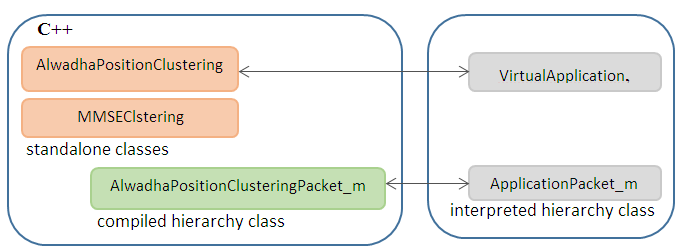 C++
AlwadhaPositionClustering
VirtualApplication.
MMSEClstering
standalone classes
AlwadhaPositionClusteringPacket_m
ApplicationPacket_m
compiled hierarchy class
interpreted hierarchy class